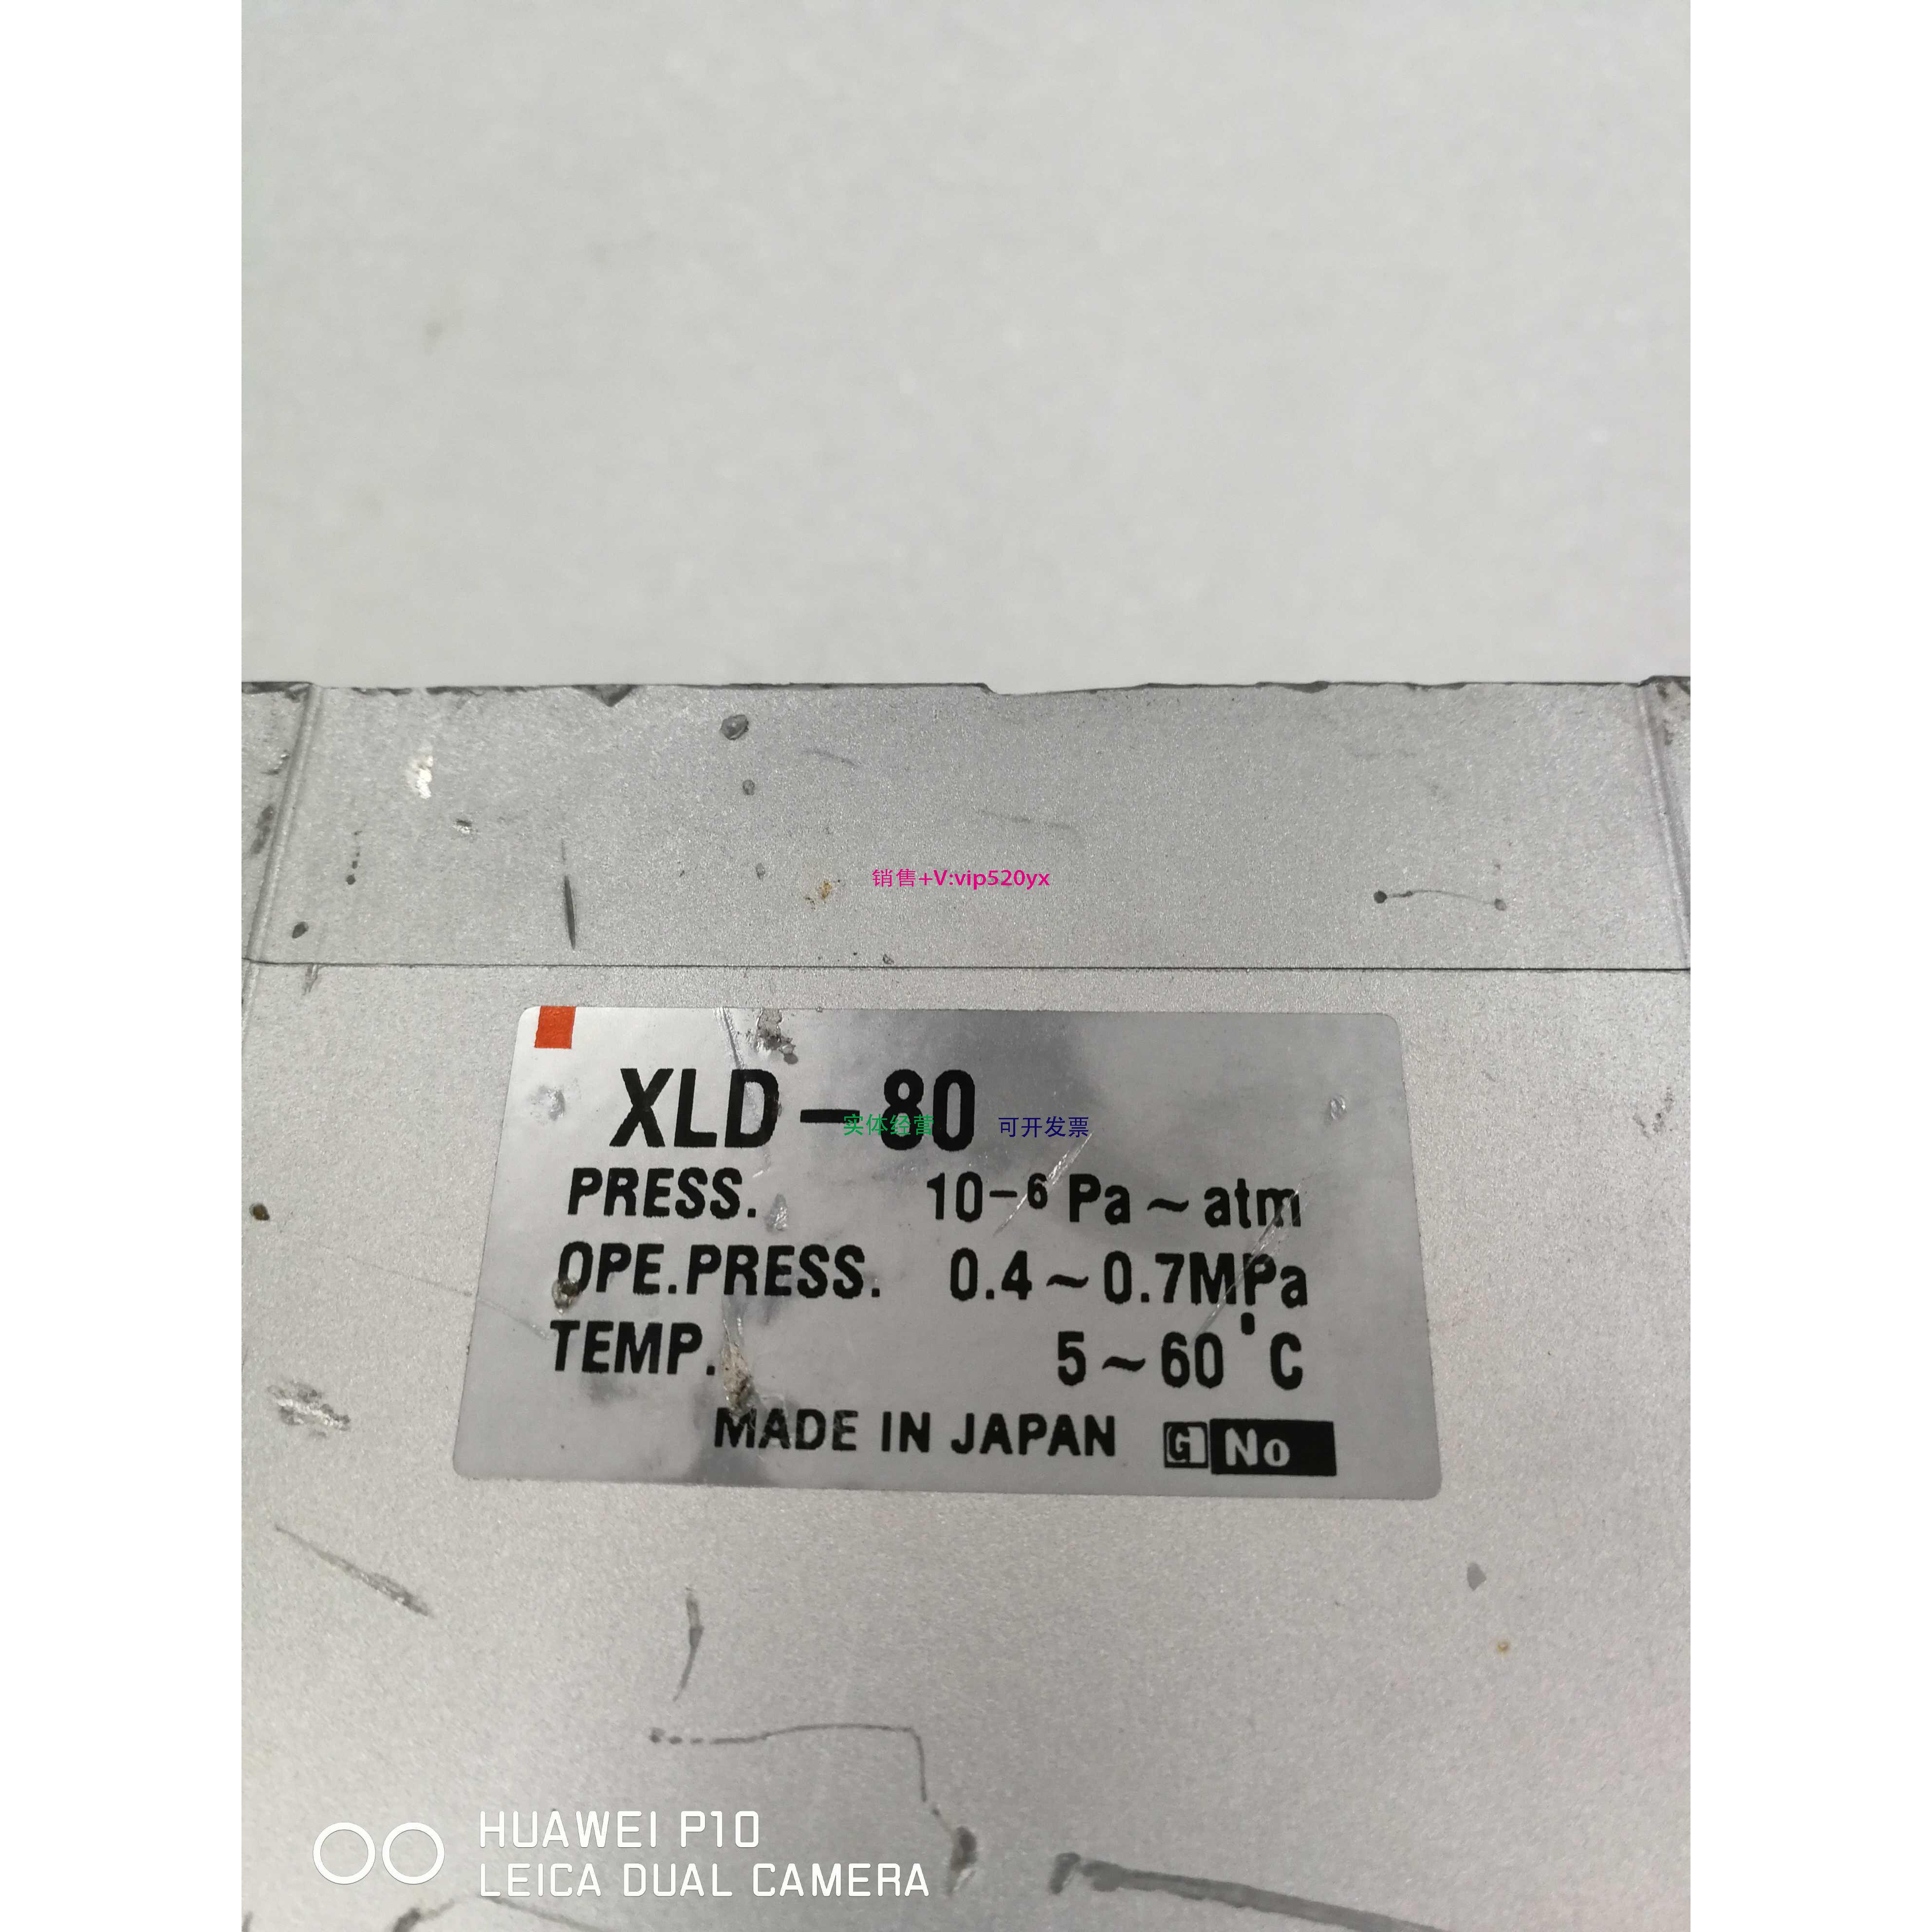 销售+V:vip520yx
XLD-80
实体经营 可开发票
PRESS. 10⁻⁶ Pa~atm
OPE.PRESS. 0.4~0.7MPa
TEMP. 5~60°C
MADE IN JAPAN G No
HUAWEI P10
LEICA DUAL CAMERA